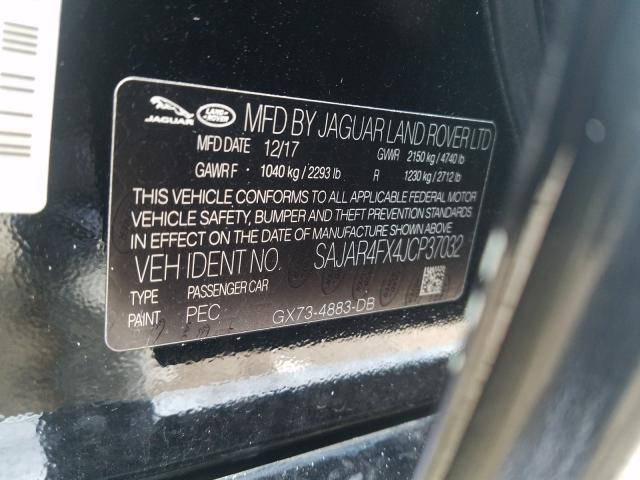 JAGUAR LAND ROVER MFD BY JAGUAR LAND ROVER LTD
MFD DATE 12/17 GVWR 2150 kg / 4740 lb
GAWR F - 1040 kg / 2293 lb R - 1230 kg / 2712 lb
THIS VEHICLE CONFORMS TO ALL APPLICABLE FEDERAL MOTOR
VEHICLE SAFETY, BUMPER AND THEFT PREVENTION STANDARDS
IN EFFECT ON THE DATE OF MANUFACTURE SHOWN ABOVE
VEH IDENT NO. SAJAR4FX4JCP37032
TYPE PASSENGER CAR
PAINT PEC GX73-4883-DB